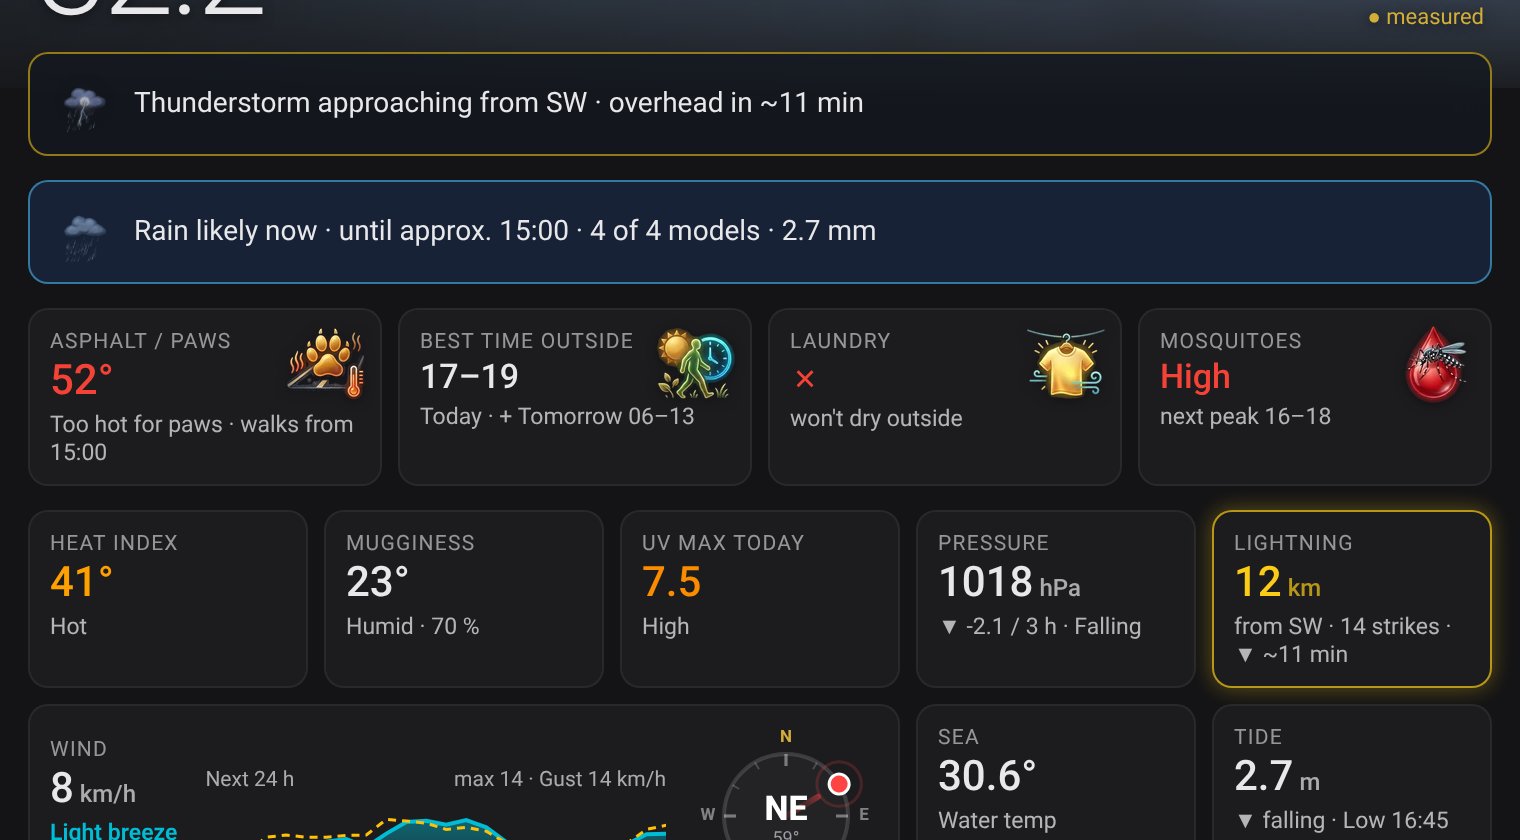 ● measured
Thunderstorm approaching from SW · overhead in ~11 min
Rain likely now · until approx. 15:00 · 4 of 4 models · 2.7 mm
ASPHALT / PAWS
52°
Too hot for paws · walks from
15:00
BEST TIME OUTSIDE
17–19
Today · + Tomorrow 06–13
LAUNDRY
×
won't dry outside
MOSQUITOES
High
next peak 16–18
HEAT INDEX
41°
Hot
MUGGINESS
23°
Humid · 70 %
UV MAX TODAY
7.5
High
PRESSURE
1018 hPa
▼ -2.1 / 3 h · Falling
LIGHTNING
12 km
from SW · 14 strikes ·
▼ ~11 min
WIND
8 km/h
Light breeze
Next 24 h
max 14 · Gust 14 km/h
N
W
NE
E
59°
SEA
30.6°
Water temp
TIDE
2.7 m
▼ falling · Low 16:45